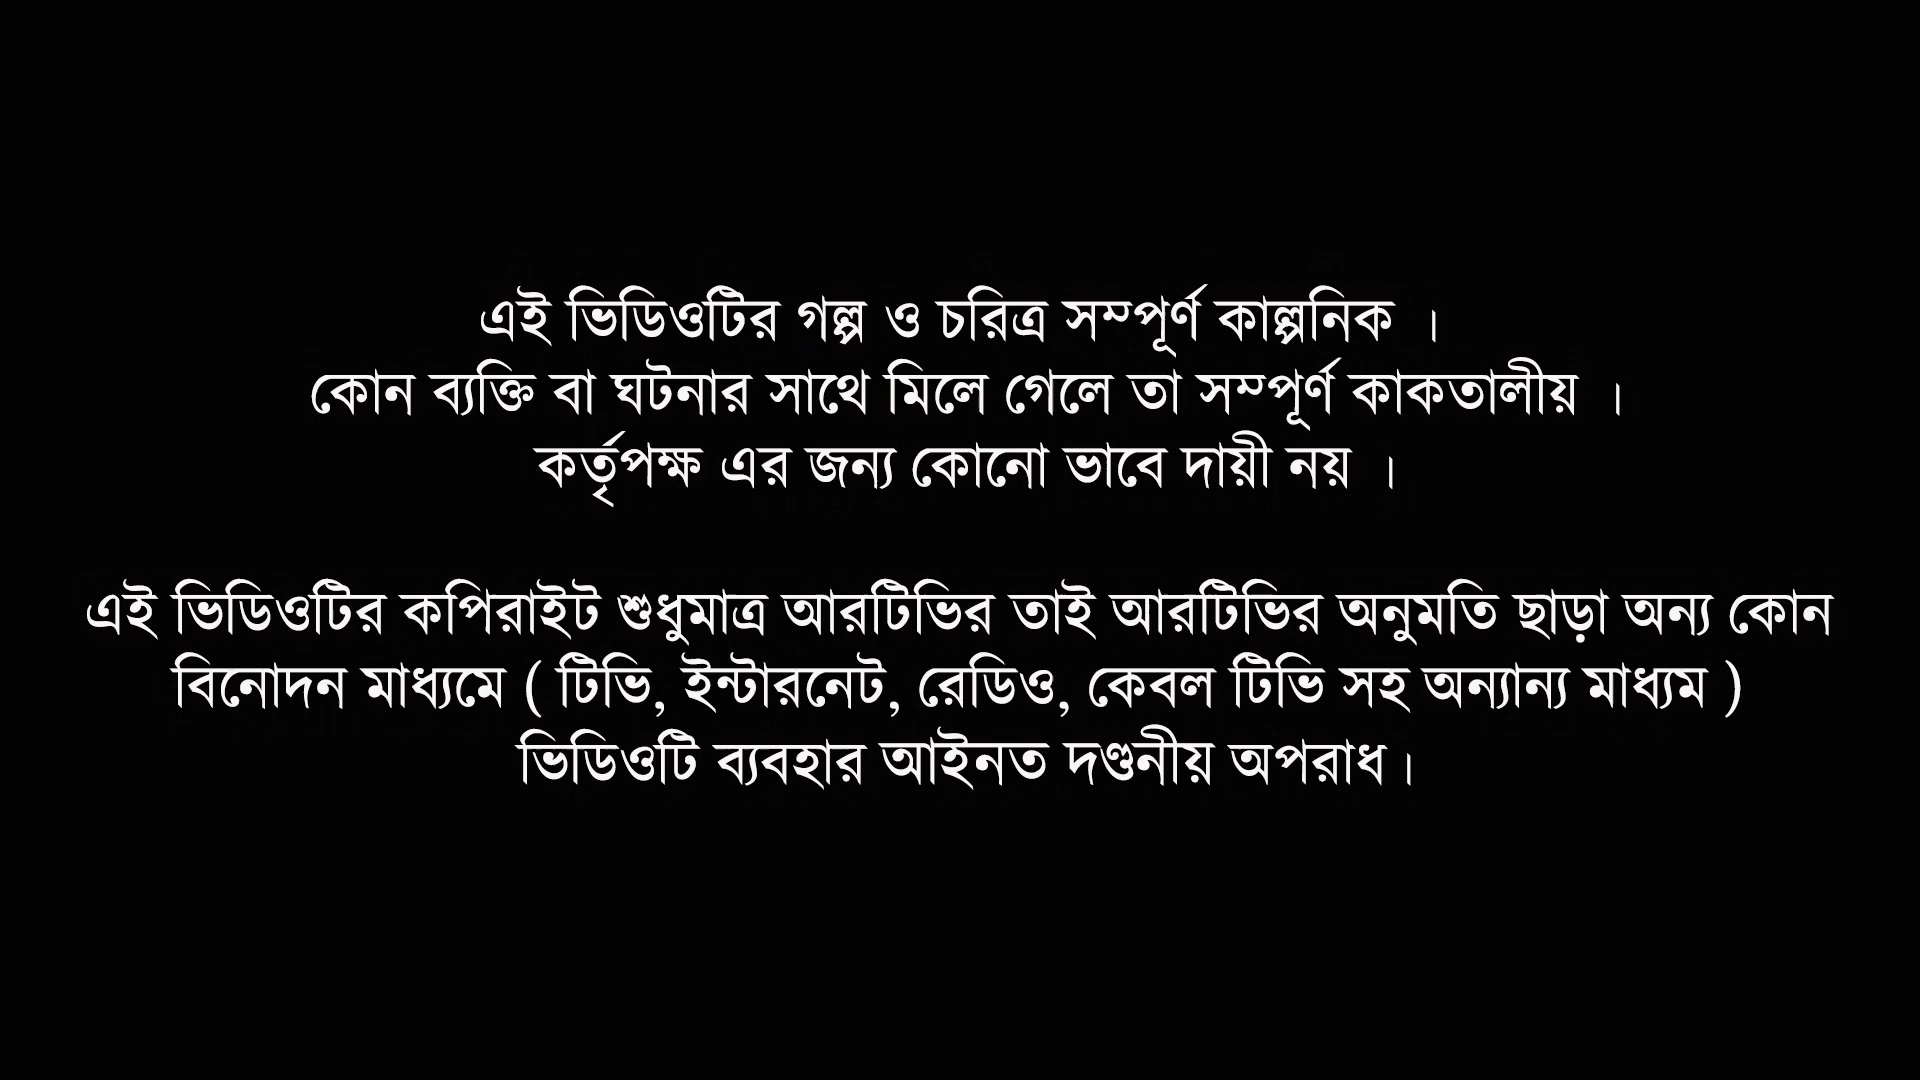 এই ভিডিওটির গল্প ও চরিত্র সম্পূর্ণ কাল্পনিক ।
কোন ব্যক্তি বা ঘটনার সাথে মিলে গেলে তা সম্পূর্ণ কাকতালীয় ।
কর্তৃপক্ষ এর জন্য কোনো ভাবে দায়ী নয় ।
এই ভিডিওটির কপিরাইট শুধুমাত্র আরটিভির তাই আরটিভির অনুমতি ছাড়া অন্য কোন
বিনোদন মাধ্যমে ( টিভি, ইন্টারনেট, রেডিও, কেবল টিভি সহ অন্যান্য মাধ্যম )
ভিডিওটি ব্যবহার আইনত দণ্ডনীয় অপরাধ।